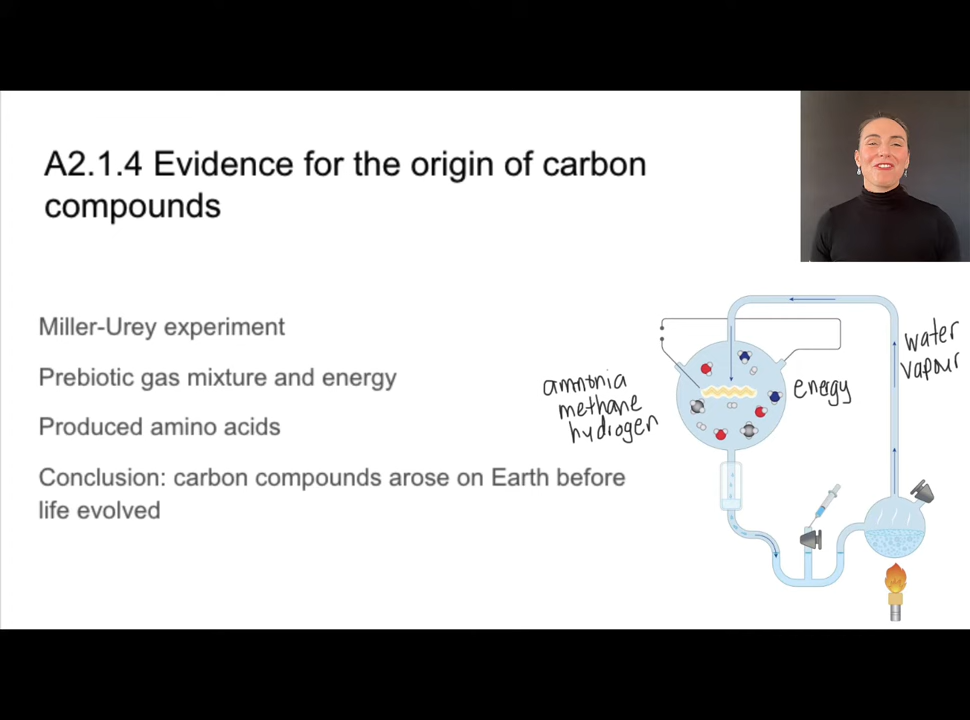 A2.1.4 Evidence for the origin of carbon
compounds
Miller-Urey experiment
Prebiotic gas mixture and energy
Produced amino acids
Conclusion: carbon compounds arose on Earth before
life evolved
ammonia
methane
hydrogen
energy
water
vapour